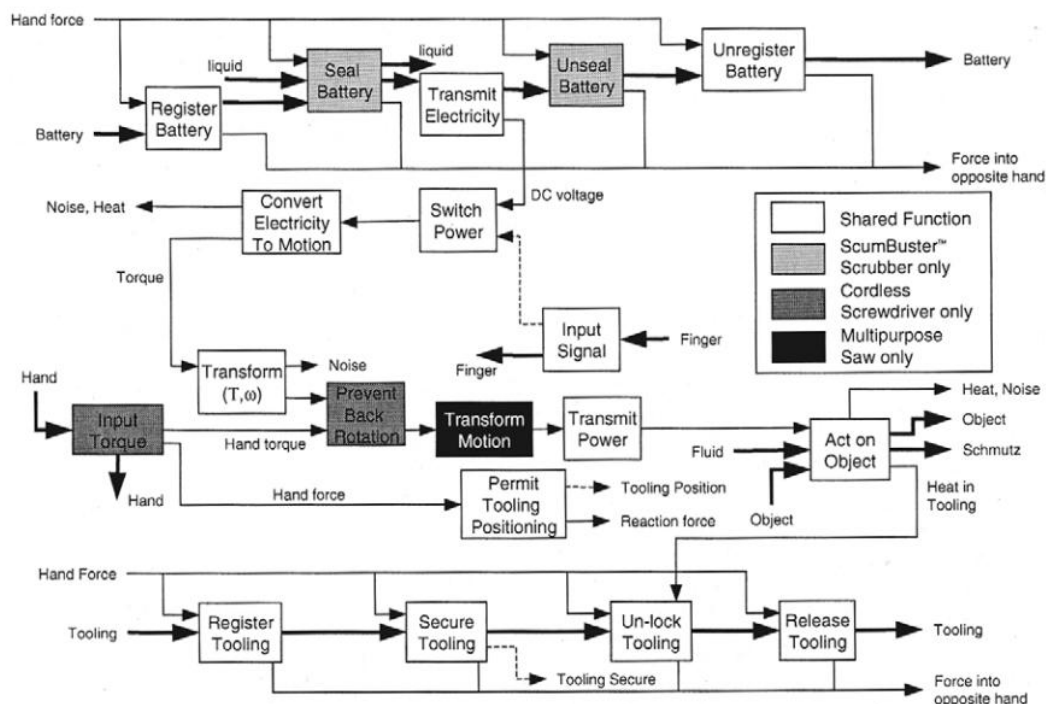 Hand force
liquid
liquid
Seal
Battery
Unseal
Battery
Unregister
Battery
Battery
Register
Battery
Transmit
Electricity
Battery
Force into
opposite hand
DC voltage
Noise, Heat
Convert
Electricity
To Motion
Switch
Power
Shared Function
ScumBuster™
Scrubber only
Cordless
Screwdriver only
Multipurpose
Saw only
Torque
Input
Signal
Finger
Finger
Hand
Transform
(T,ω)
Noise
Prevent
Back
Rotation
Input
Torque
Hand torque
Transform
Motion
Transmit
Power
Heat, Noise
Object
Schmutz
Fluid
Act on
Object
Hand
Hand force
Permit
Tooling
Positioning
Tooling Position
Reaction force
Object
Heat in
Tooling
Hand Force
Tooling
Register
Tooling
Secure
Tooling
Un-lock
Tooling
Release
Tooling
Tooling
Tooling Secure
Force into
opposite hand